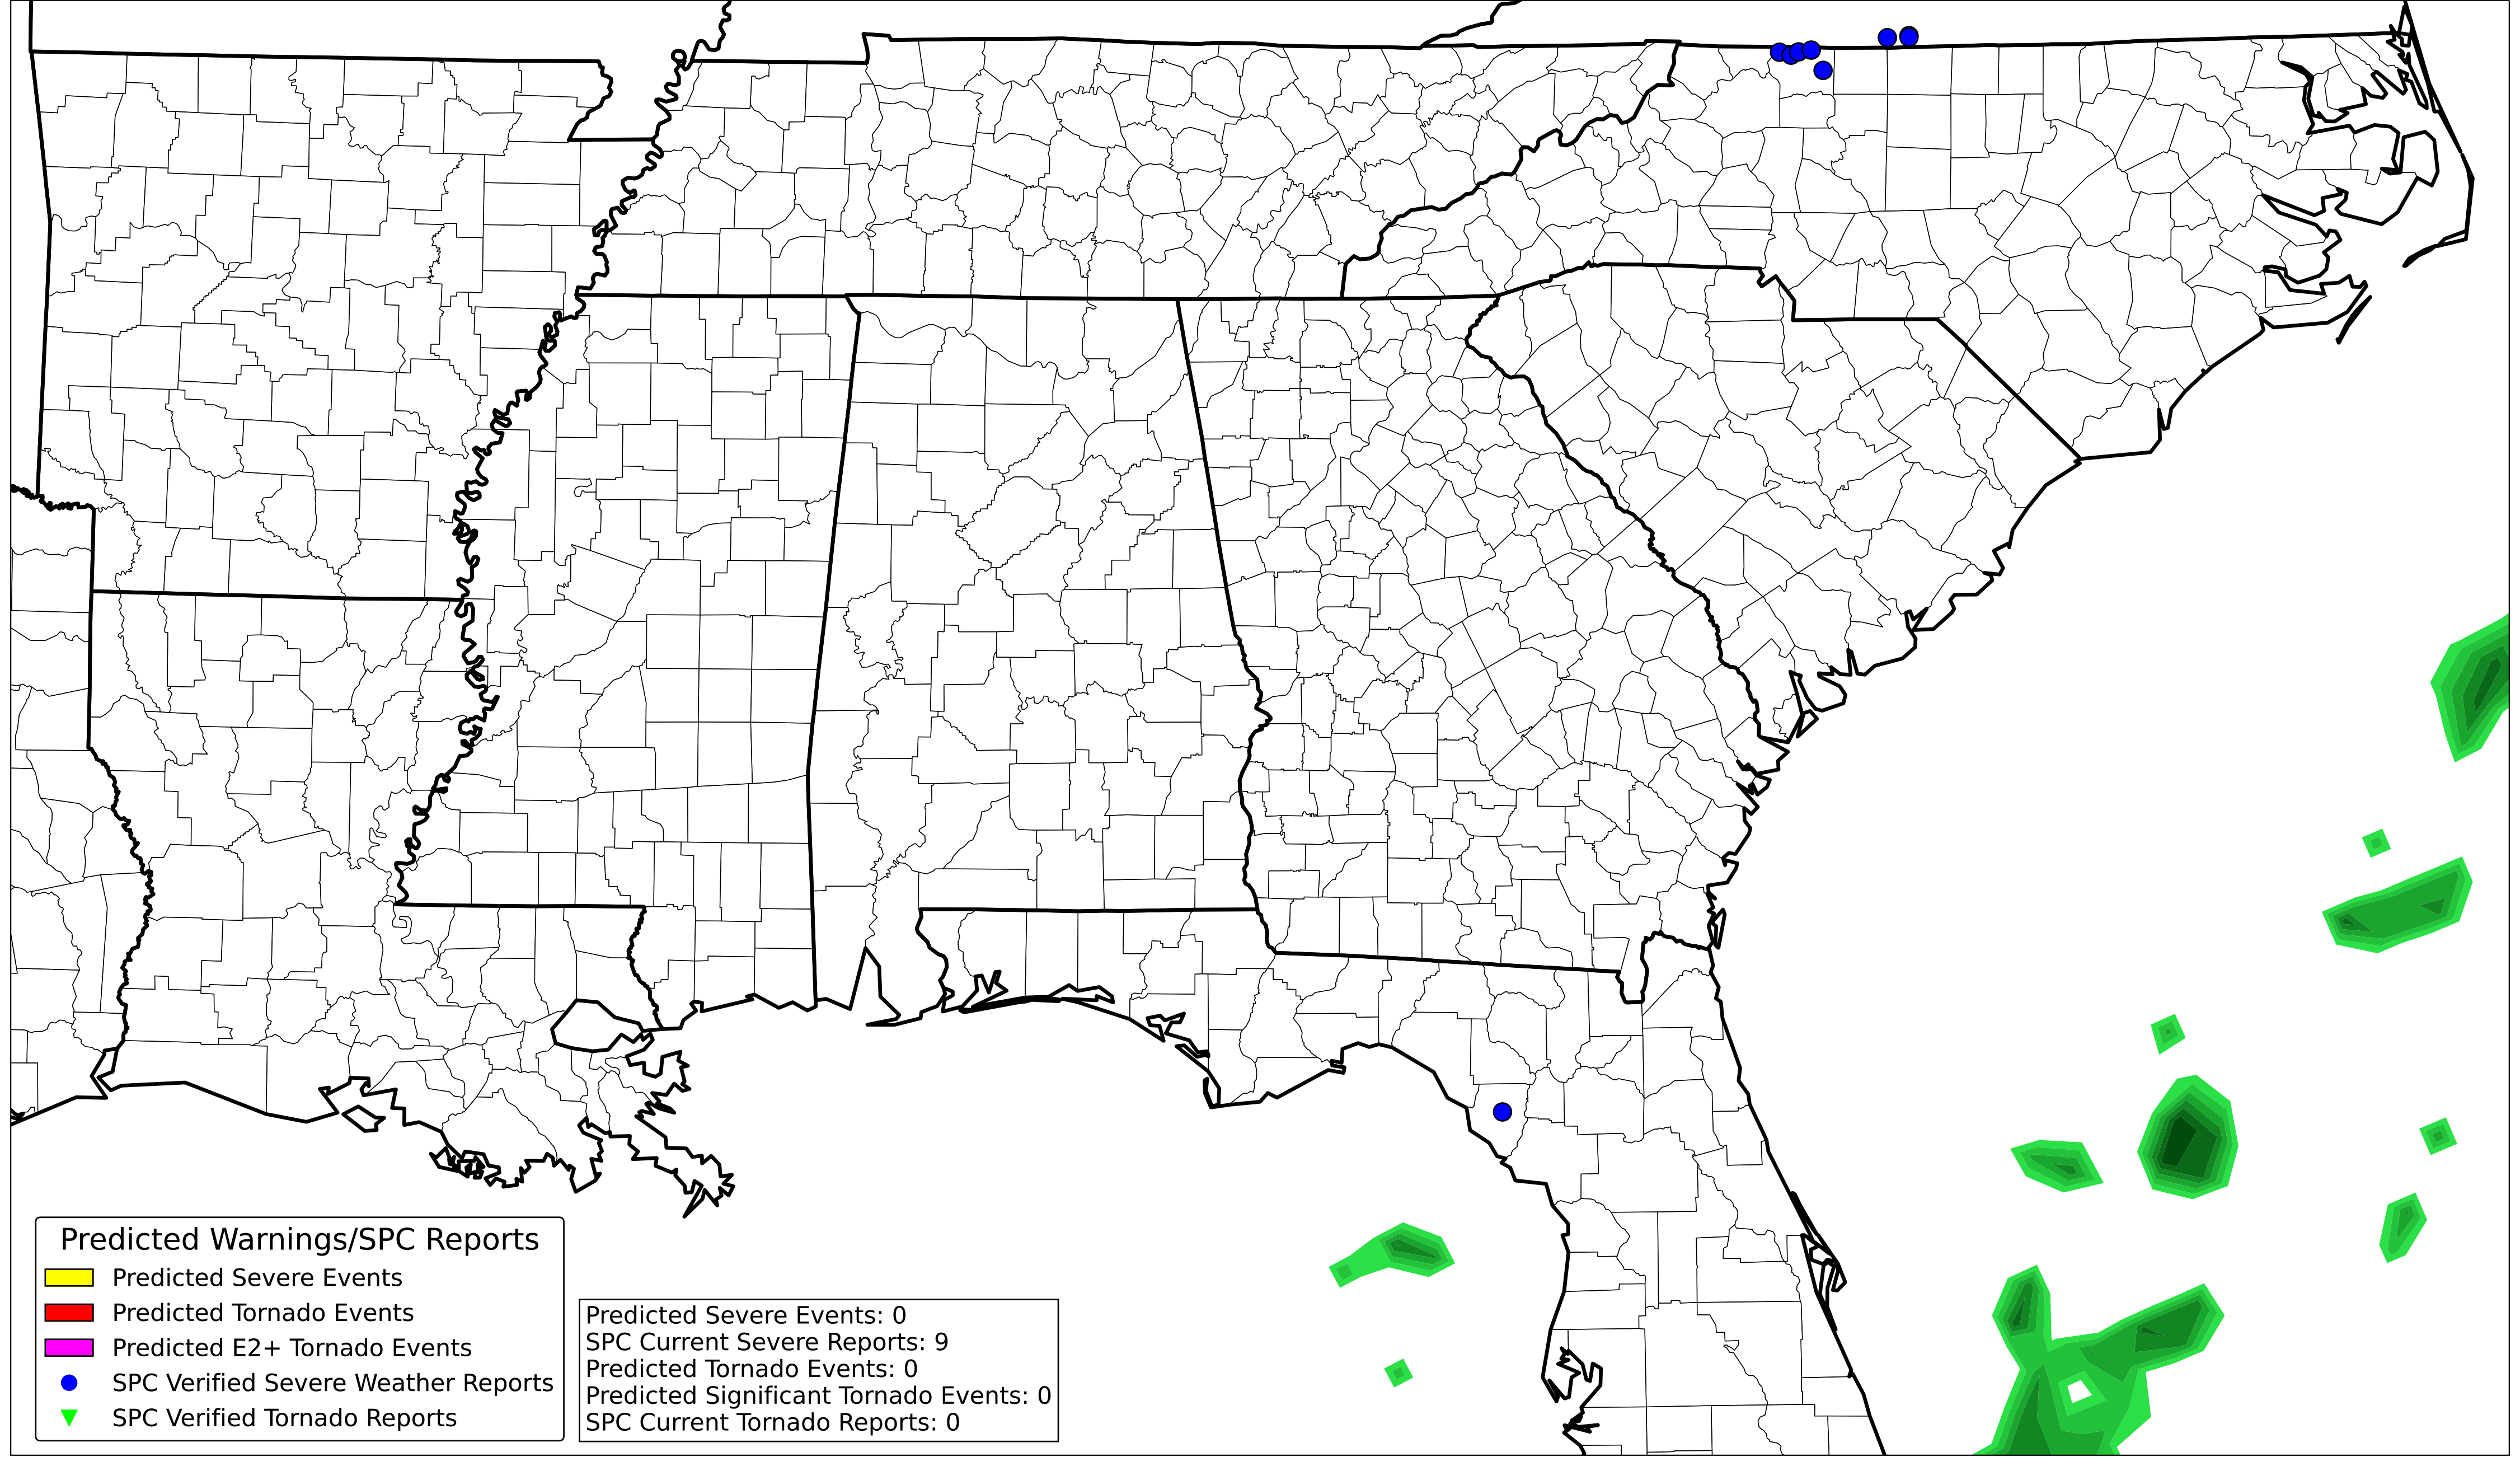 Predicted Warnings/SPC Reports
Predicted Severe Events
Predicted Tornado Events
Predicted E2+ Tornado Events
SPC Verified Severe Weather Reports
SPC Verified Tornado Reports
Predicted Severe Events: 0
SPC Current Severe Reports: 9
Predicted Tornado Events: 0
Predicted Significant Tornado Events: 0
SPC Current Tornado Reports: 0